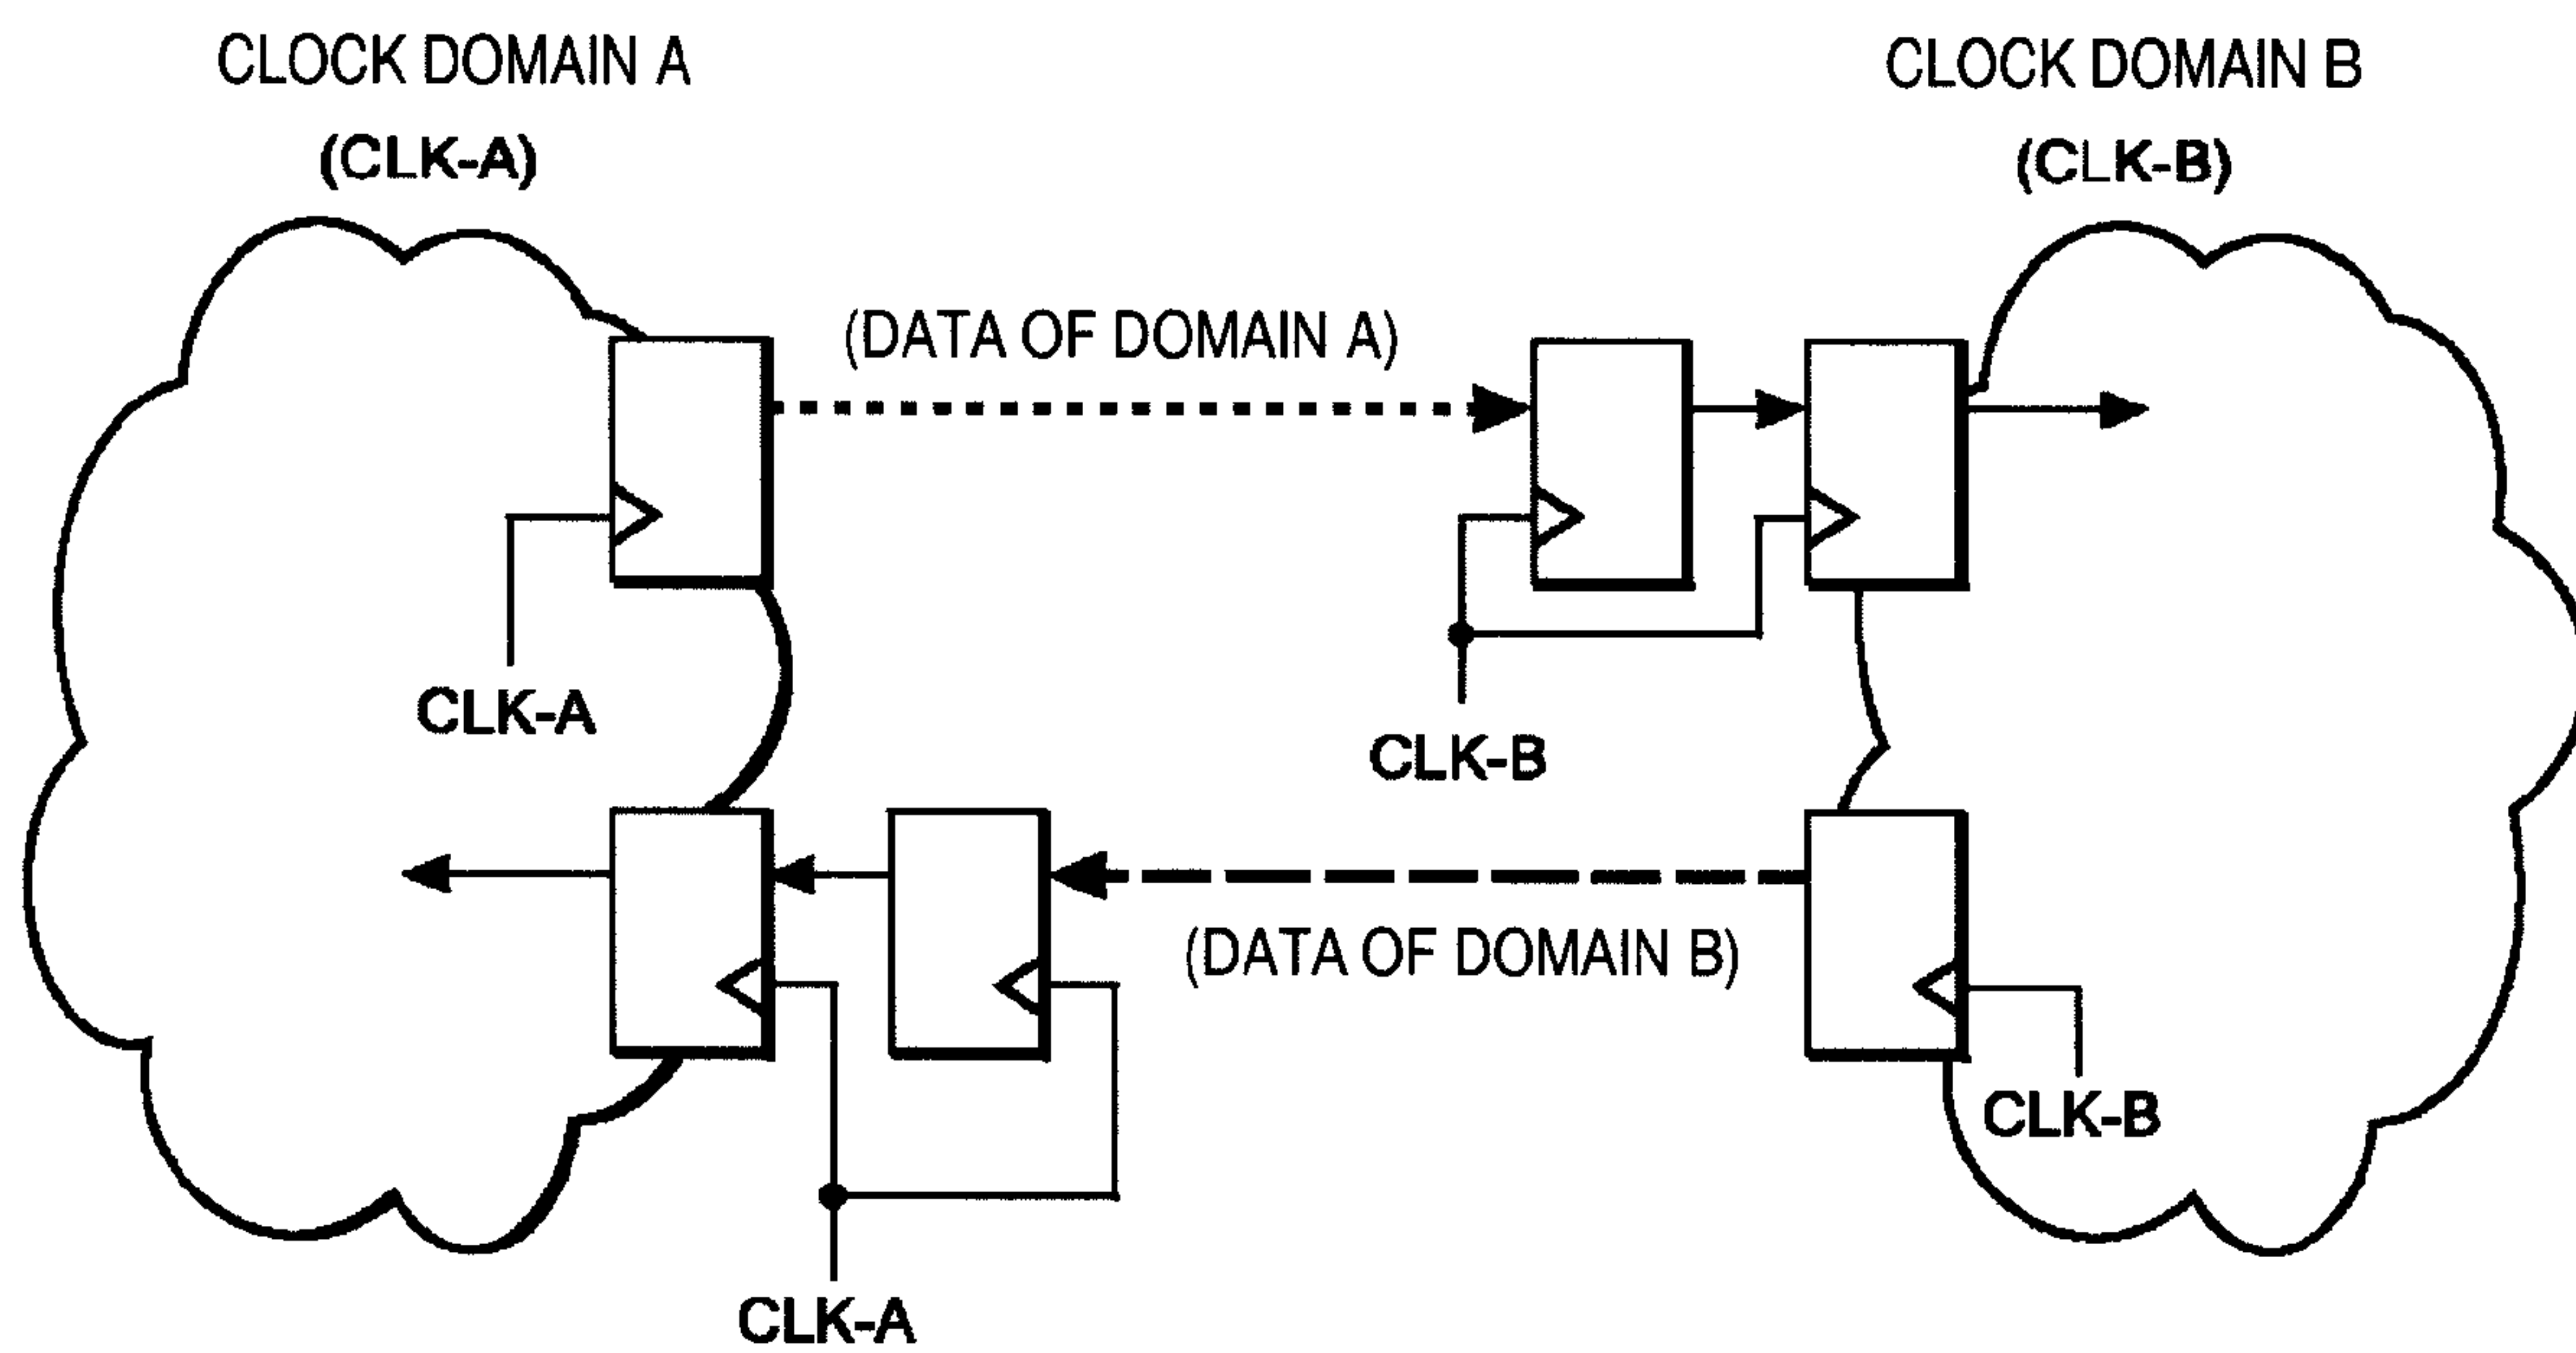 CLOCK DOMAIN A
(CLK-A)
CLOCK DOMAIN B
(CLK-B)
(DATA OF DOMAIN A)
CLK-A
CLK-B
(DATA OF DOMAIN B)
CLK-B
CLK-A